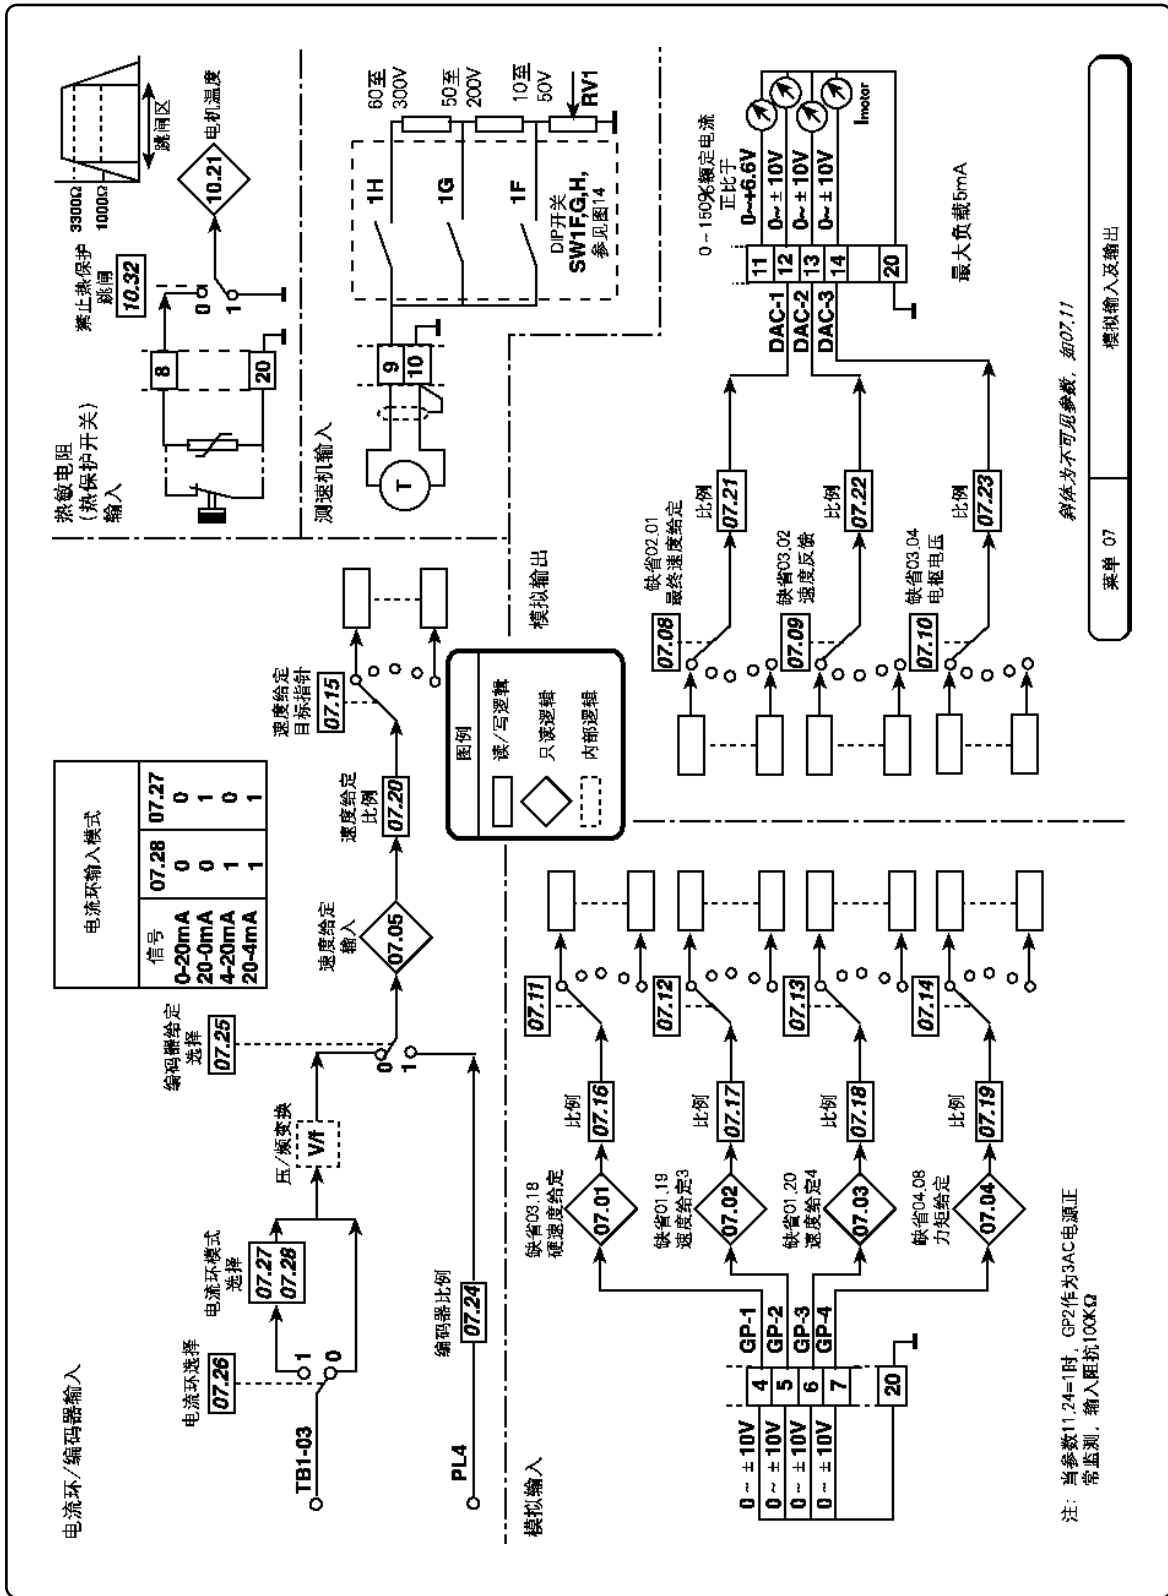 电流环/编码器输入
电流环选择
07.26
TB1-03
1
0
电流环模式
选择
07.27
07.28
压/频变换
V/f
编码器给定
选择
07.25
0
1
PL4
编码器比例
07.24
电流环输入模式
信号 07.28 07.27
0-20mA 0 0
20-0mA 0 1
4-20mA 1 0
20-4mA 1 1
速度给定
输入
07.05
速度给定
比例
07.20
速度给定
目标指针
07.15
热敏电阻
(热保护开关)
输入
8
20
禁止热保护
跳闸
10.32
0
1
3300Ω
1000Ω
跳闸区
10.21
电机温度
测速机输入
T
9
10
1H
1G
1F
DIP开关
SW1F,G,H,
参见图14
60至
300V
50至
200V
10至
50V
RV1
图例
读/写逻辑
只读逻辑
内部逻辑
模拟输入
0 ~ ± 10V
0 ~ ± 10V
0 ~ ± 10V
0 ~ ± 10V
4
5
6
7
20
GP-1
GP-2
GP-3
GP-4
缺省03.18
硬速度给定
07.01
比例
07.16
07.11
缺省01.19
速度给定3
07.02
比例
07.17
07.12
缺省01.20
速度给定4
07.03
比例
07.18
07.13
缺省04.08
力矩给定
07.04
比例
07.19
07.14
注: 当参数11.24=1时, GP2作为3AC电源正
常监测, 输入阻抗100KΩ
模拟输出
07.08
缺省02.01
最终速度给定
比例
07.21
07.09
缺省03.02
速度反馈
比例
07.22
07.10
缺省03.04
电枢电压
比例
07.23
DAC-1
DAC-2
DAC-3
11
12
13
14
20
0~150%额定电流
正比于
0~+6.6V
0~ ± 10V
0~ ± 10V
0~ ± 10V
Imotor
最大负载5mA
斜体为不可见参数, 如07.11
菜单 07
模拟输入及输出